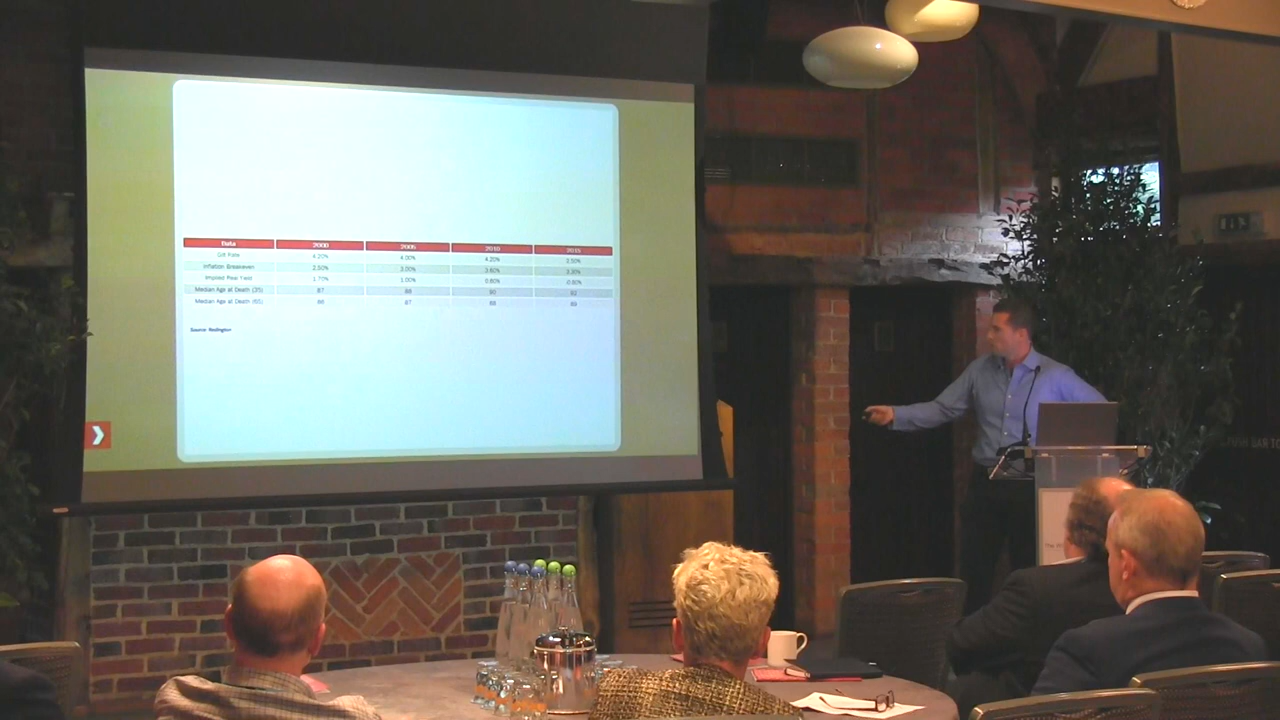 Data 2000 2005 2010 2015
Gilt Rate 4.20% 4.00% 4.20% 2.50%
Inflation Breakeven 2.50% 3.00% 3.60% 3.30%
Implied Real Yield 1.70% 1.00% 0.60% -0.80%
Median Age at Death (35) 87 88 90 92
Median Age at Death (65) 86 87 88 89
Source: Redington